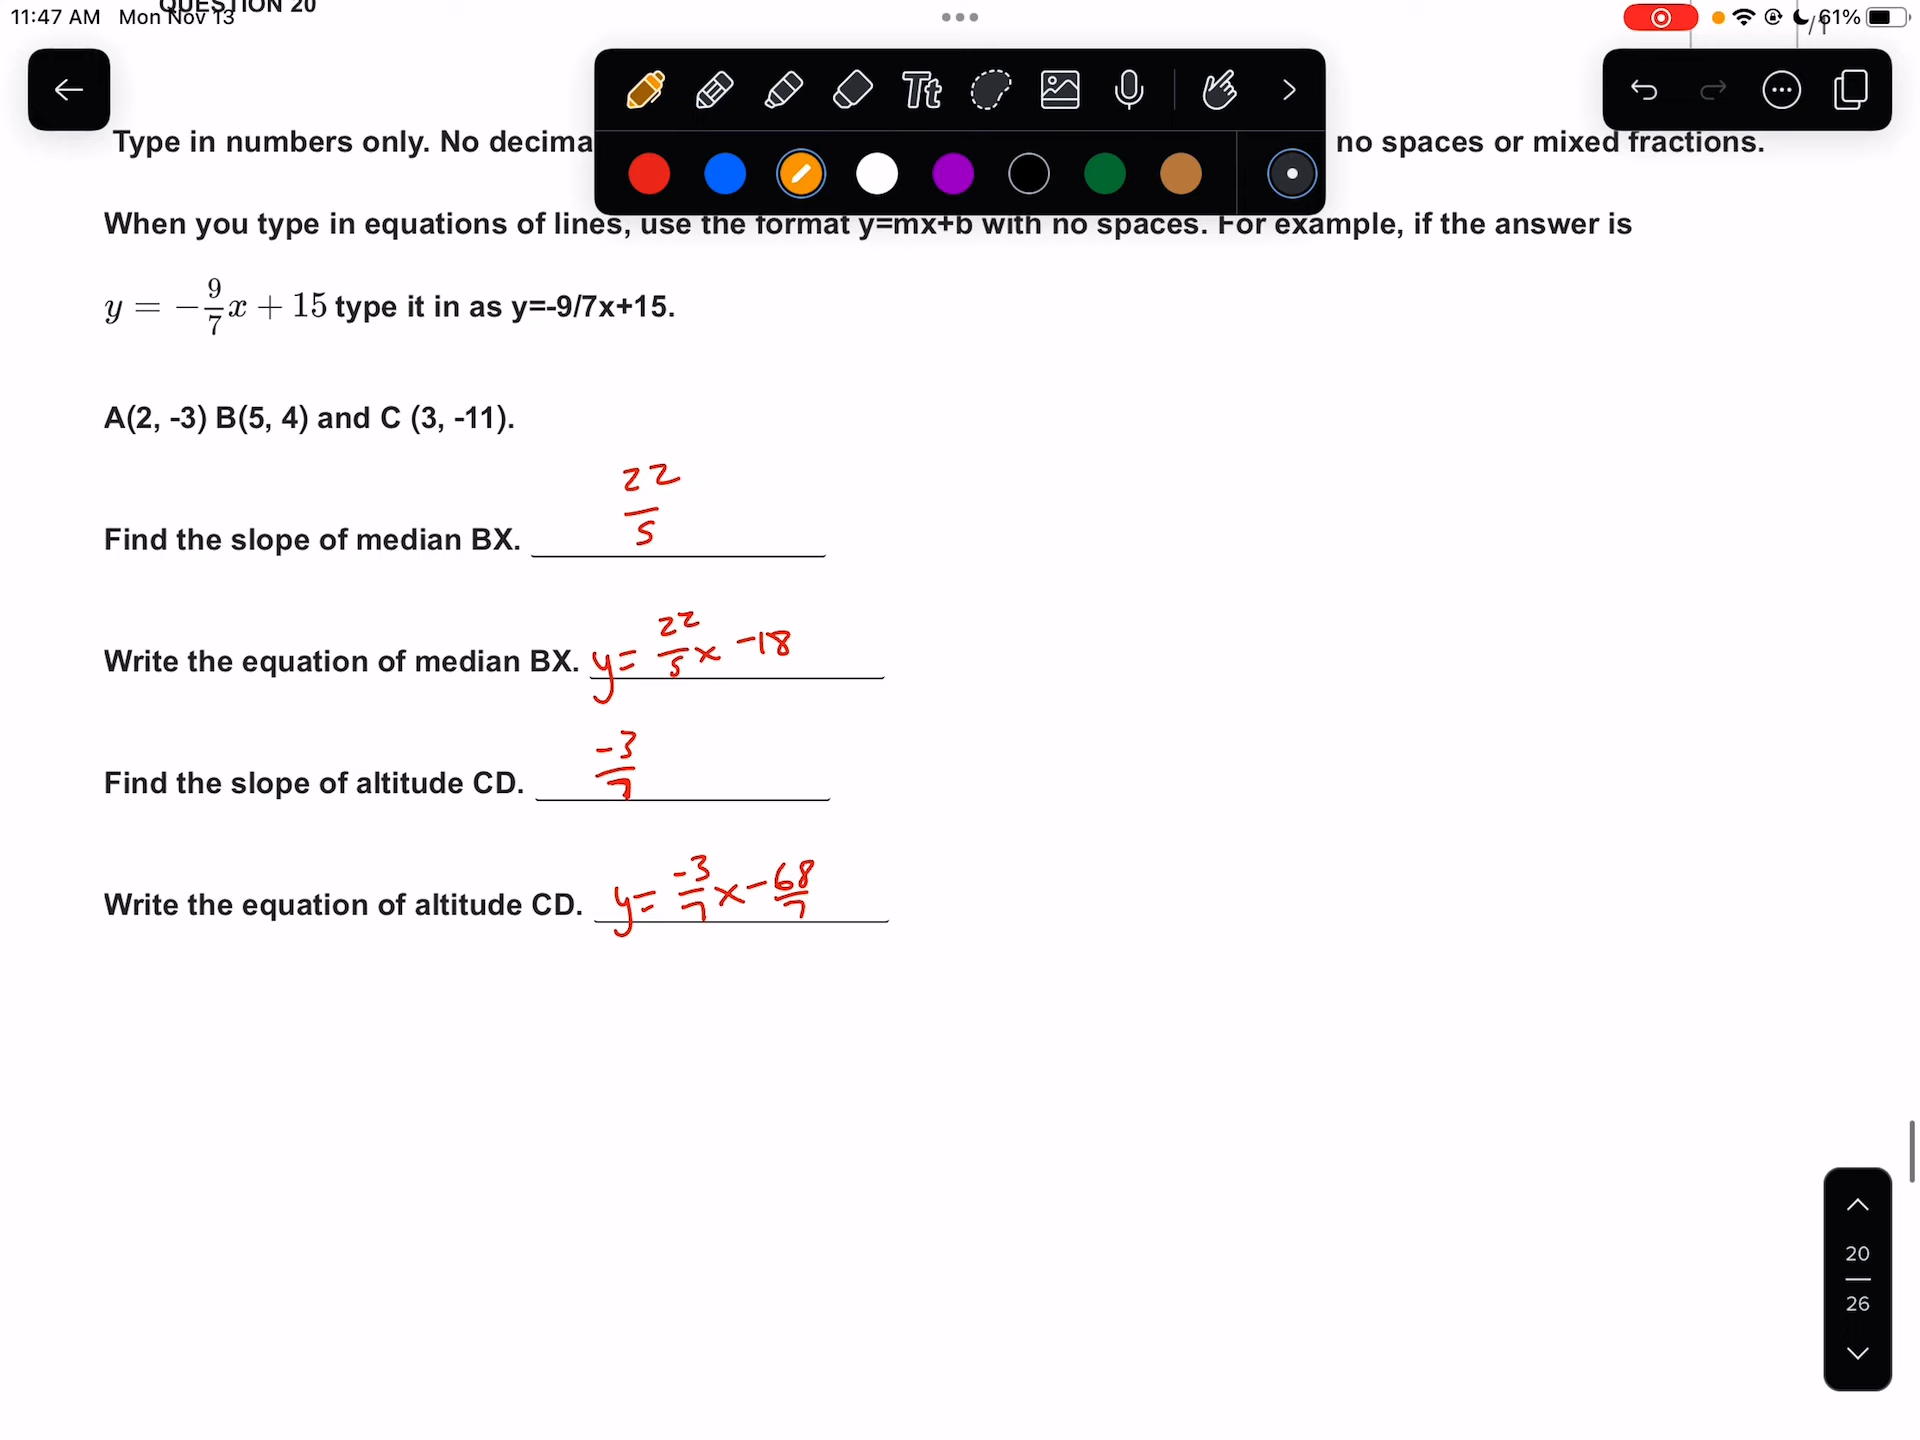 QUESTION 20
11:47 AM Mon Nov 13
61%
Tt
Type in numbers only. No decima
no spaces or mixed fractions.
When you type in equations of lines, use the format y=mx+b with no spaces. For example, if the answer is
y = -9/7x + 15 type it in as y=-9/7x+15.
A(2, -3) B(5, 4) and C (3, -11).
Find the slope of median BX. 22/5
Write the equation of median BX. y= 22/5 x -18
Find the slope of altitude CD. -3/7
Write the equation of altitude CD. y= -3/7 x - 68/7
20
26